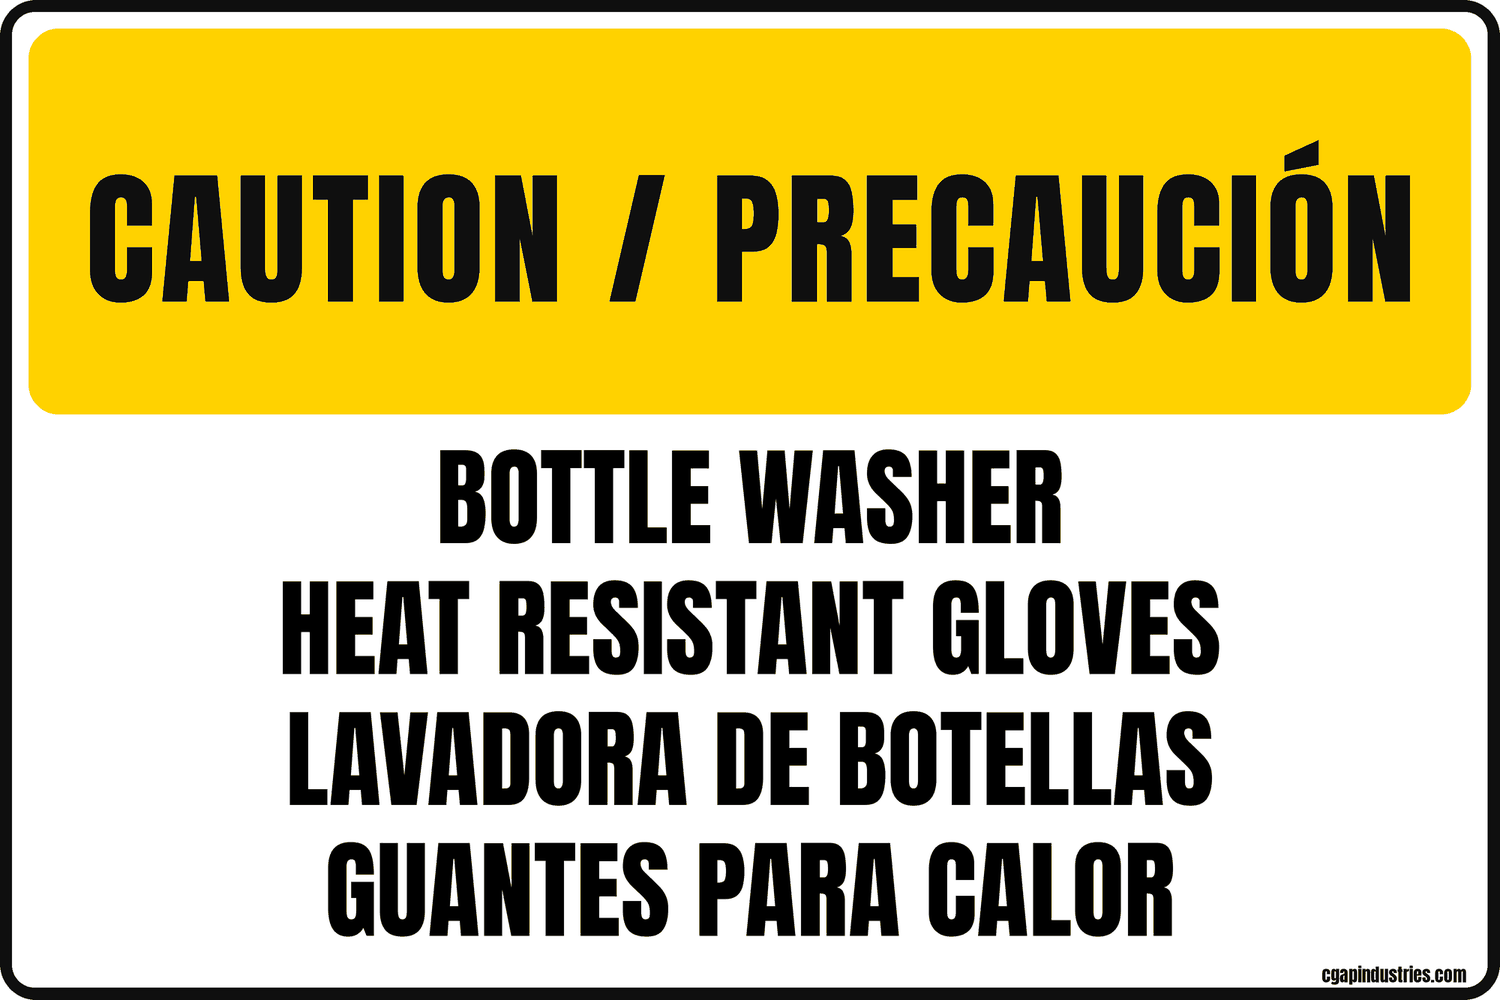 CAUTION / PRECAUCIÓN
BOTTLE WASHER
HEAT RESISTANT GLOVES
LAVADORA DE BOTELLAS
GUANTES PARA CALOR
cgapindustries.com